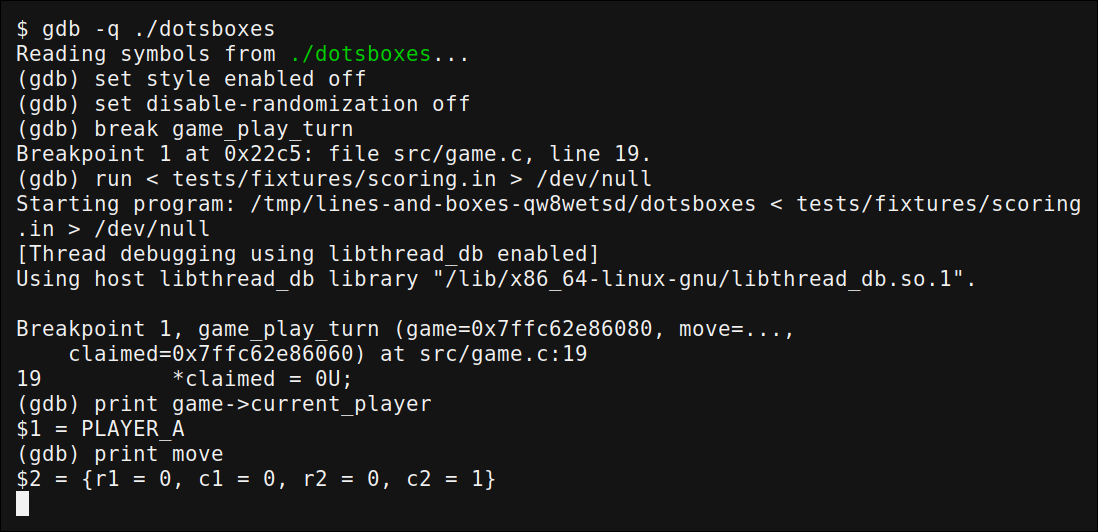 $ gdb -q ./dotsboxes
Reading symbols from ./dotsboxes...
(gdb) set style enabled off
(gdb) set disable-randomization off
(gdb) break game_play_turn
Breakpoint 1 at 0x22c5: file src/game.c, line 19.
(gdb) run < tests/fixtures/scoring.in > /dev/null
Starting program: /tmp/lines-and-boxes-qw8wetsd/dotsboxes < tests/fixtures/scoring
.in > /dev/null
[Thread debugging using libthread_db enabled]
Using host libthread_db library "/lib/x86_64-linux-gnu/libthread_db.so.1".

Breakpoint 1, game_play_turn (game=0x7ffc62e86080, move=...,
    claimed=0x7ffc62e86060) at src/game.c:19
19          *claimed = 0U;
(gdb) print game->current_player
$1 = PLAYER_A
(gdb) print move
$2 = {r1 = 0, c1 = 0, r2 = 0, c2 = 1}